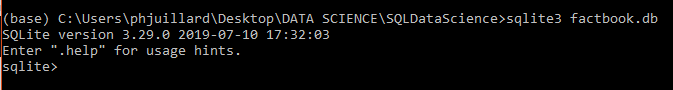 (base) C:\Users\phjuillard\Desktop\DATA SCIENCE\SQLDataScience>sqlite3 factbook.db
SQLite version 3.29.0 2019-07-10 17:32:03
Enter ".help" for usage hints.
sqlite>